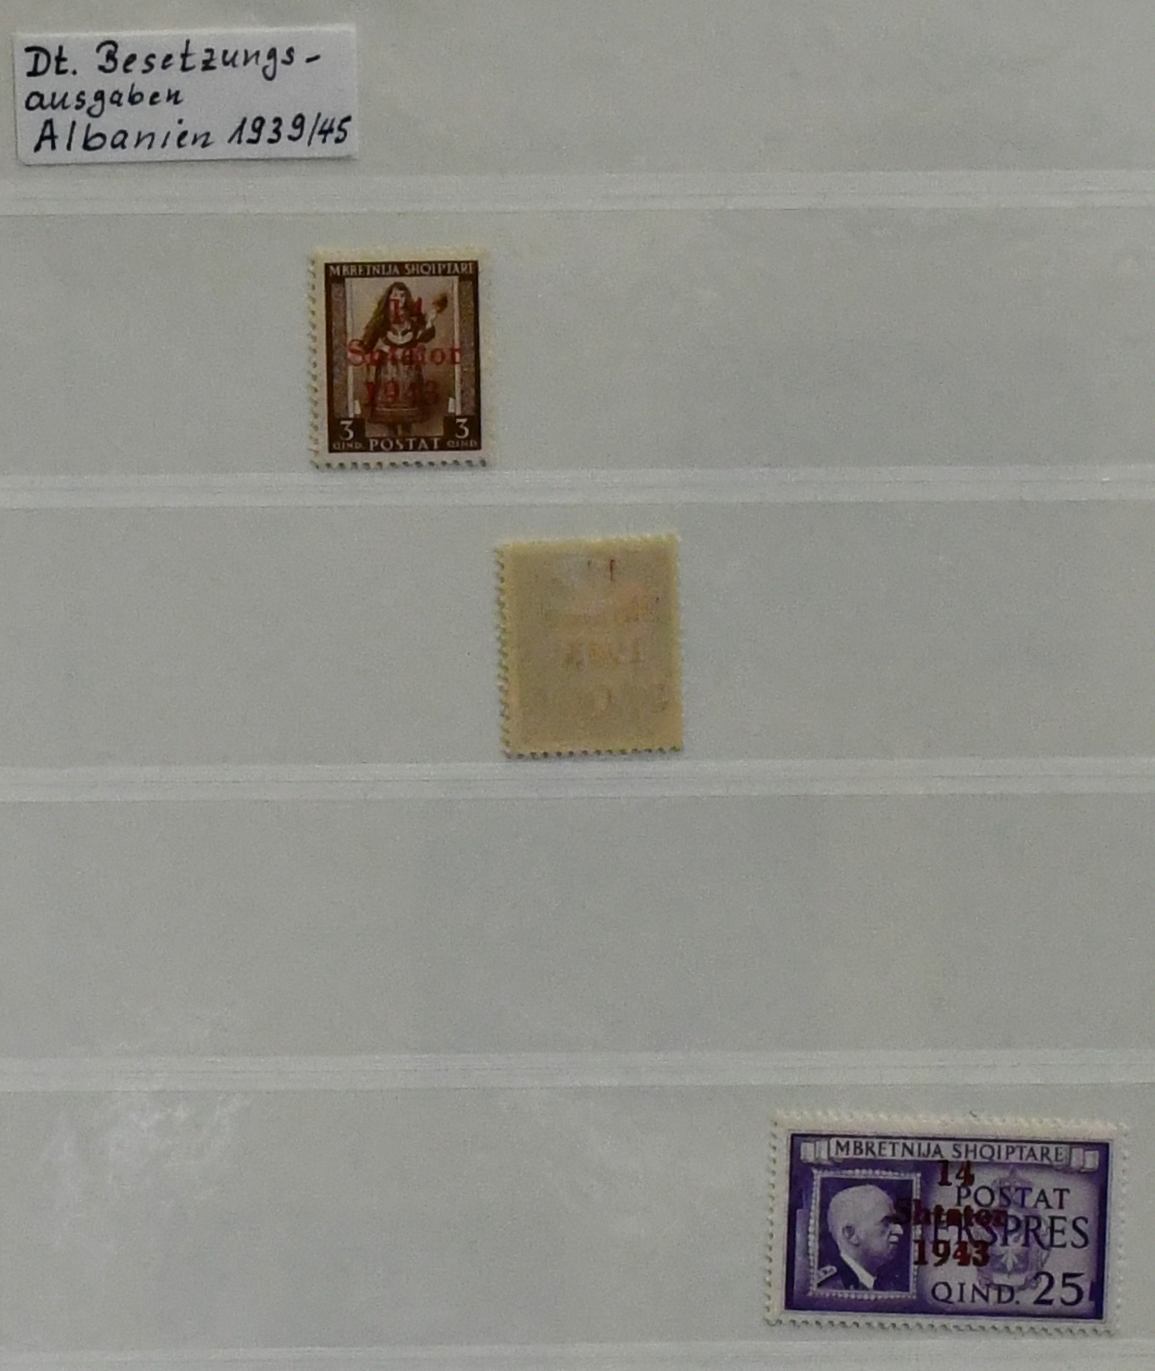 Dt. Besetzungs-
ausgaben
Albanien 1939/45
MBRETNIJA SHQIPTARE
14
Shtator
1943
3 3
QIND. POSTAT QIND.
MBRETNIJA SHQIPTARE
14
POSTAT
Shtator
EKSPRES
1943
QIND. 25